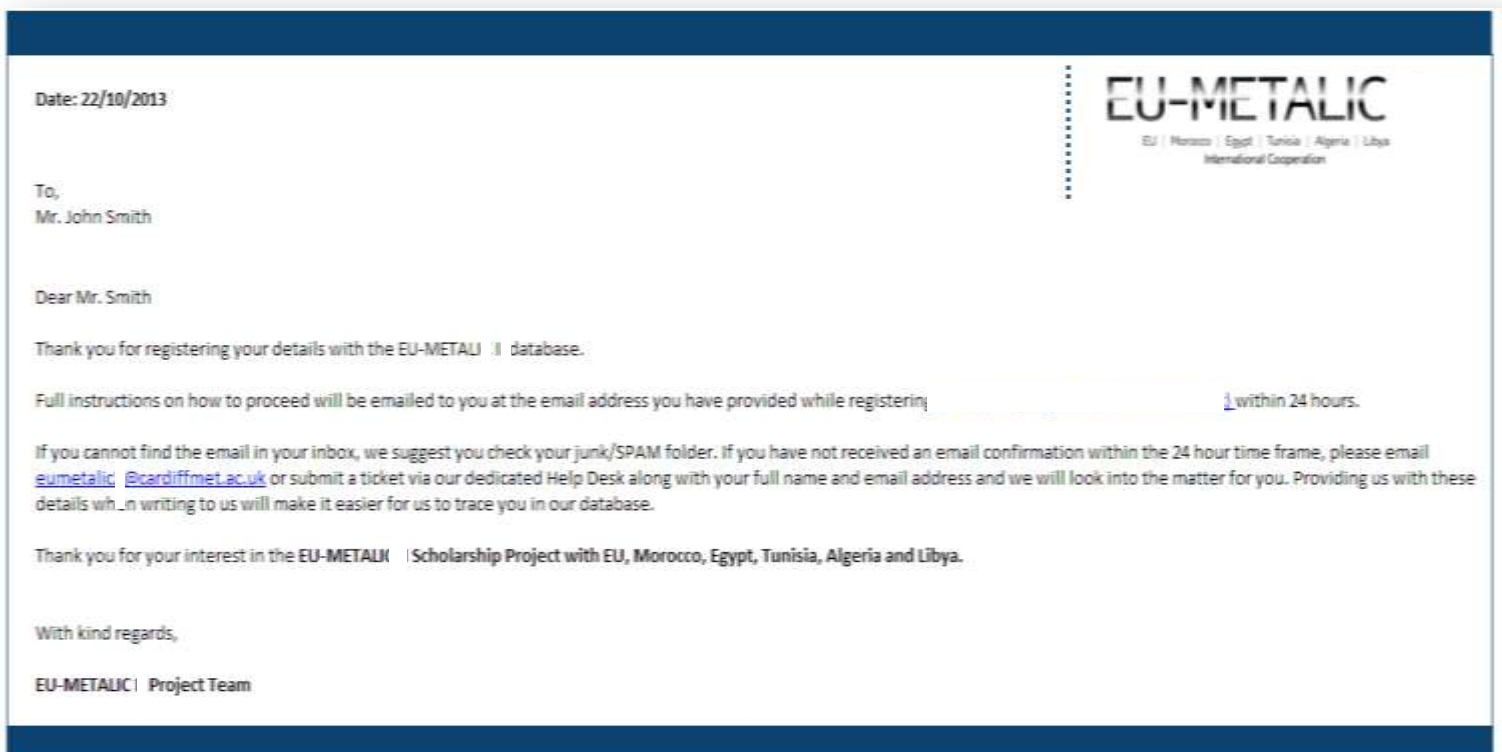 Date: 22/10/2013
EU-METALIC
EU | Morocco | Egypt | Tunisia | Algeria | Libya
International Cooperation
To,
Mr. John Smith
Dear Mr. Smith
Thank you for registering your details with the EU-METALI database.
Full instructions on how to proceed will be emailed to you at the email address you have provided while registering within 24 hours.
If you cannot find the email in your inbox, we suggest you check your junk/SPAM folder. If you have not received an email confirmation within the 24 hour time frame, please email
eumetalic @cardiffmet.ac.uk or submit a ticket via our dedicated Help Desk along with your full name and email address and we will look into the matter for you. Providing us with these
details when writing to us will make it easier for us to trace you in our database.
Thank you for your interest in the EU-METALIC Scholarship Project with EU, Morocco, Egypt, Tunisia, Algeria and Libya.
With kind regards,
EU-METALIC Project Team